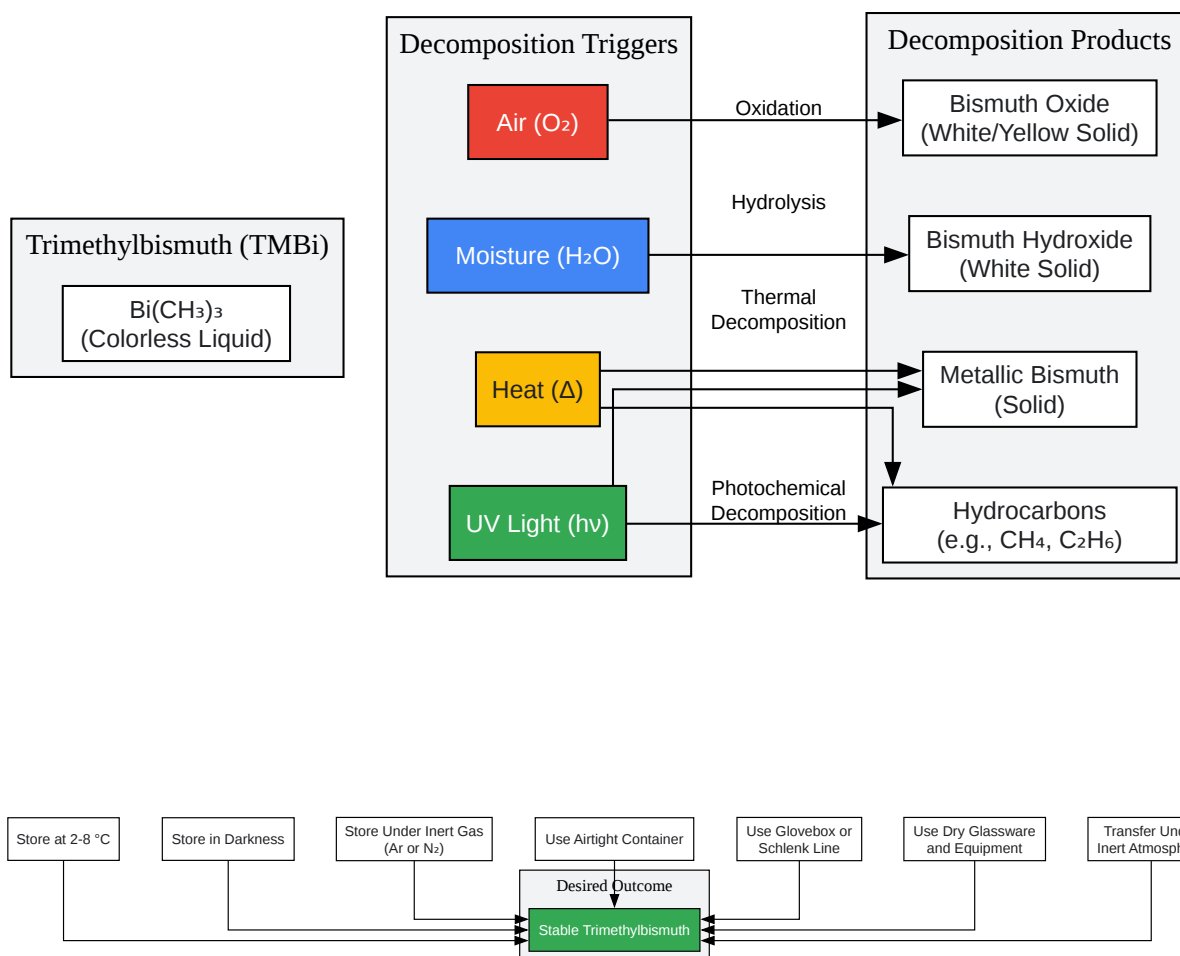 Decomposition Triggers
Decomposition Products
Air (O₂)
Oxidation
Bismuth Oxide
(White/Yellow Solid)
Trimethylbismuth (TMBi)
Bi(CH₃)₃
(Colorless Liquid)
Hydrolysis
Moisture (H₂O)
Bismuth Hydroxide
(White Solid)
Thermal
Decomposition
Heat (Δ)
Metallic Bismuth
(Solid)
Photochemical
Decomposition
UV Light (hν)
Hydrocarbons
(e.g., CH₄, C₂H₆)
Store at 2-8 °C
Store in Darkness
Store Under Inert Gas
(Ar or N₂)
Use Airtight Container
Use Glovebox or
Schlenk Line
Use Dry Glassware
and Equipment
Transfer
Inert
Desired Outcome
Stable Trimethylbismuth